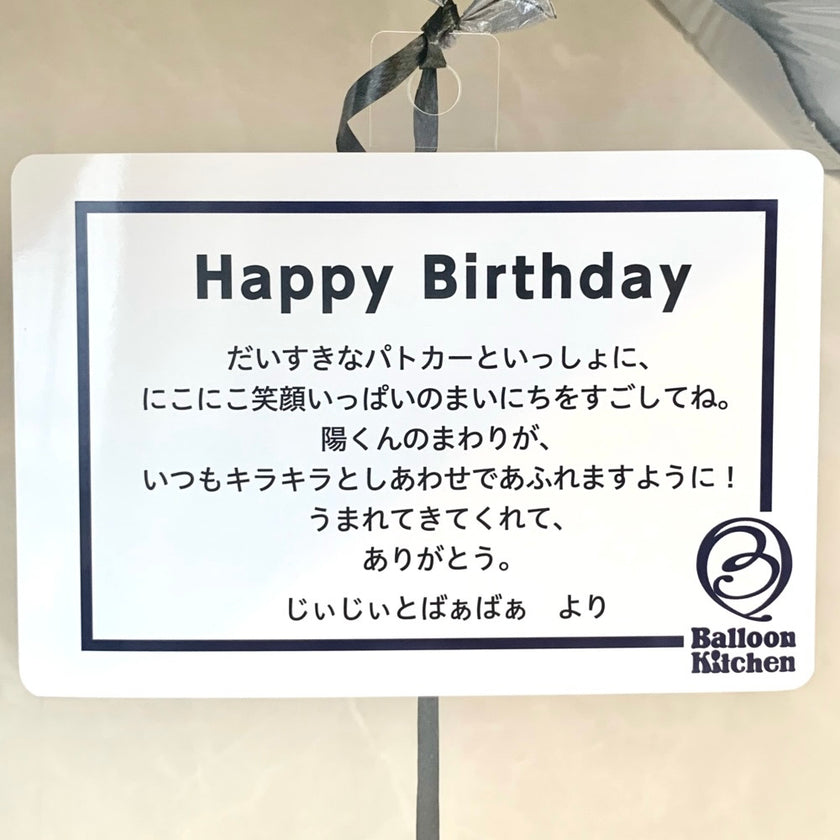 Happy Birthday
だいすきなパトカーといっしょに、
にこにこ笑顔いっぱいのまいにちをすごしてね。
陽くんのまわりが、
いつもキラキラとしあわせであふれますように！
うまれてきてくれて、
ありがとう。
じぃじぃとばぁばぁ　より
Balloon
Kitchen